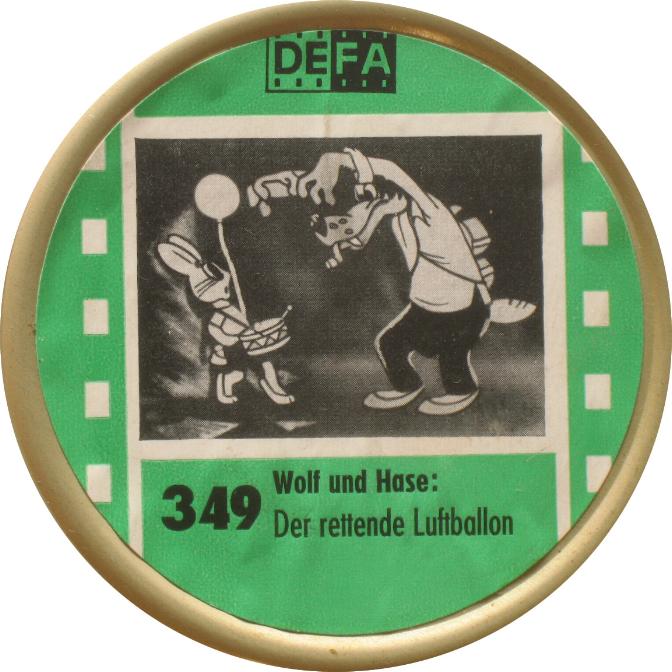 DEFA
349 Wolf und Hase:
Der rettende Luftballon